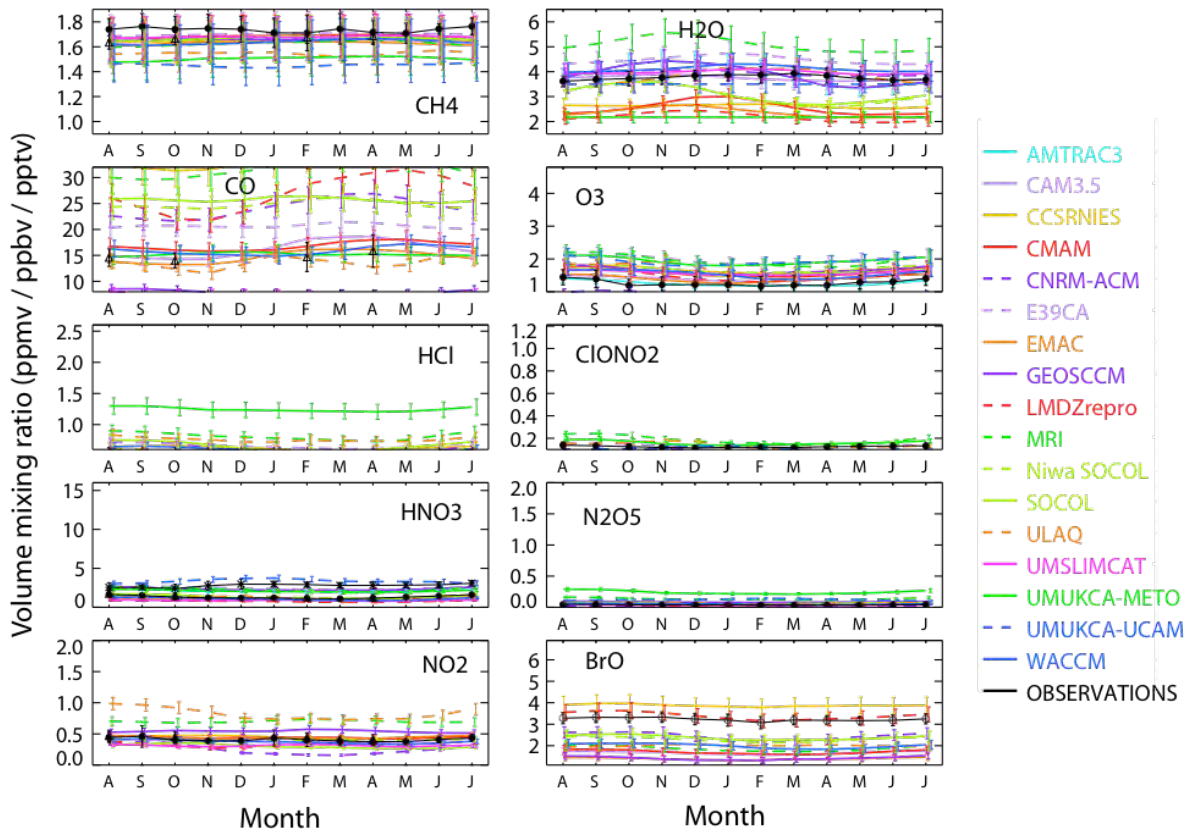 Volume mixing ratio (ppmv / ppbv / pptv)
1.8
1.6
1.4
1.2
1.0
CH4
A S O N D J F M A M J J
6
5
4
3
2
H2O
A S O N D J F M A M J J
30
25
20
15
10
CO
A S O N D J F M A M J J
4
3
2
1
O3
A S O N D J F M A M J J
2.5
2.0
1.5
1.0
HCl
A S O N D J F M A M J J
1.2
1.0
0.8
0.6
0.4
0.2
ClONO2
A S O N D J F M A M J J
15
10
5
0
HNO3
A S O N D J F M A M J J
2.0
1.5
1.0
0.5
0.0
N2O5
A S O N D J F M A M J J
2.0
1.5
1.0
0.5
0.0
NO2
A S O N D J F M A M J J
6
5
4
3
2
BrO
A S O N D J F M A M J J
Month
Month
AMTRAC3
CAM3.5
CCSRNIES
CMAM
CNRM-ACM
E39CA
EMAC
GEOSCCM
LMDZrepro
MRI
Niwa SOCOL
SOCOL
ULAQ
UMSLIMCAT
UMUKCA-METO
UMUKCA-UCAM
WACCM
OBSERVATIONS